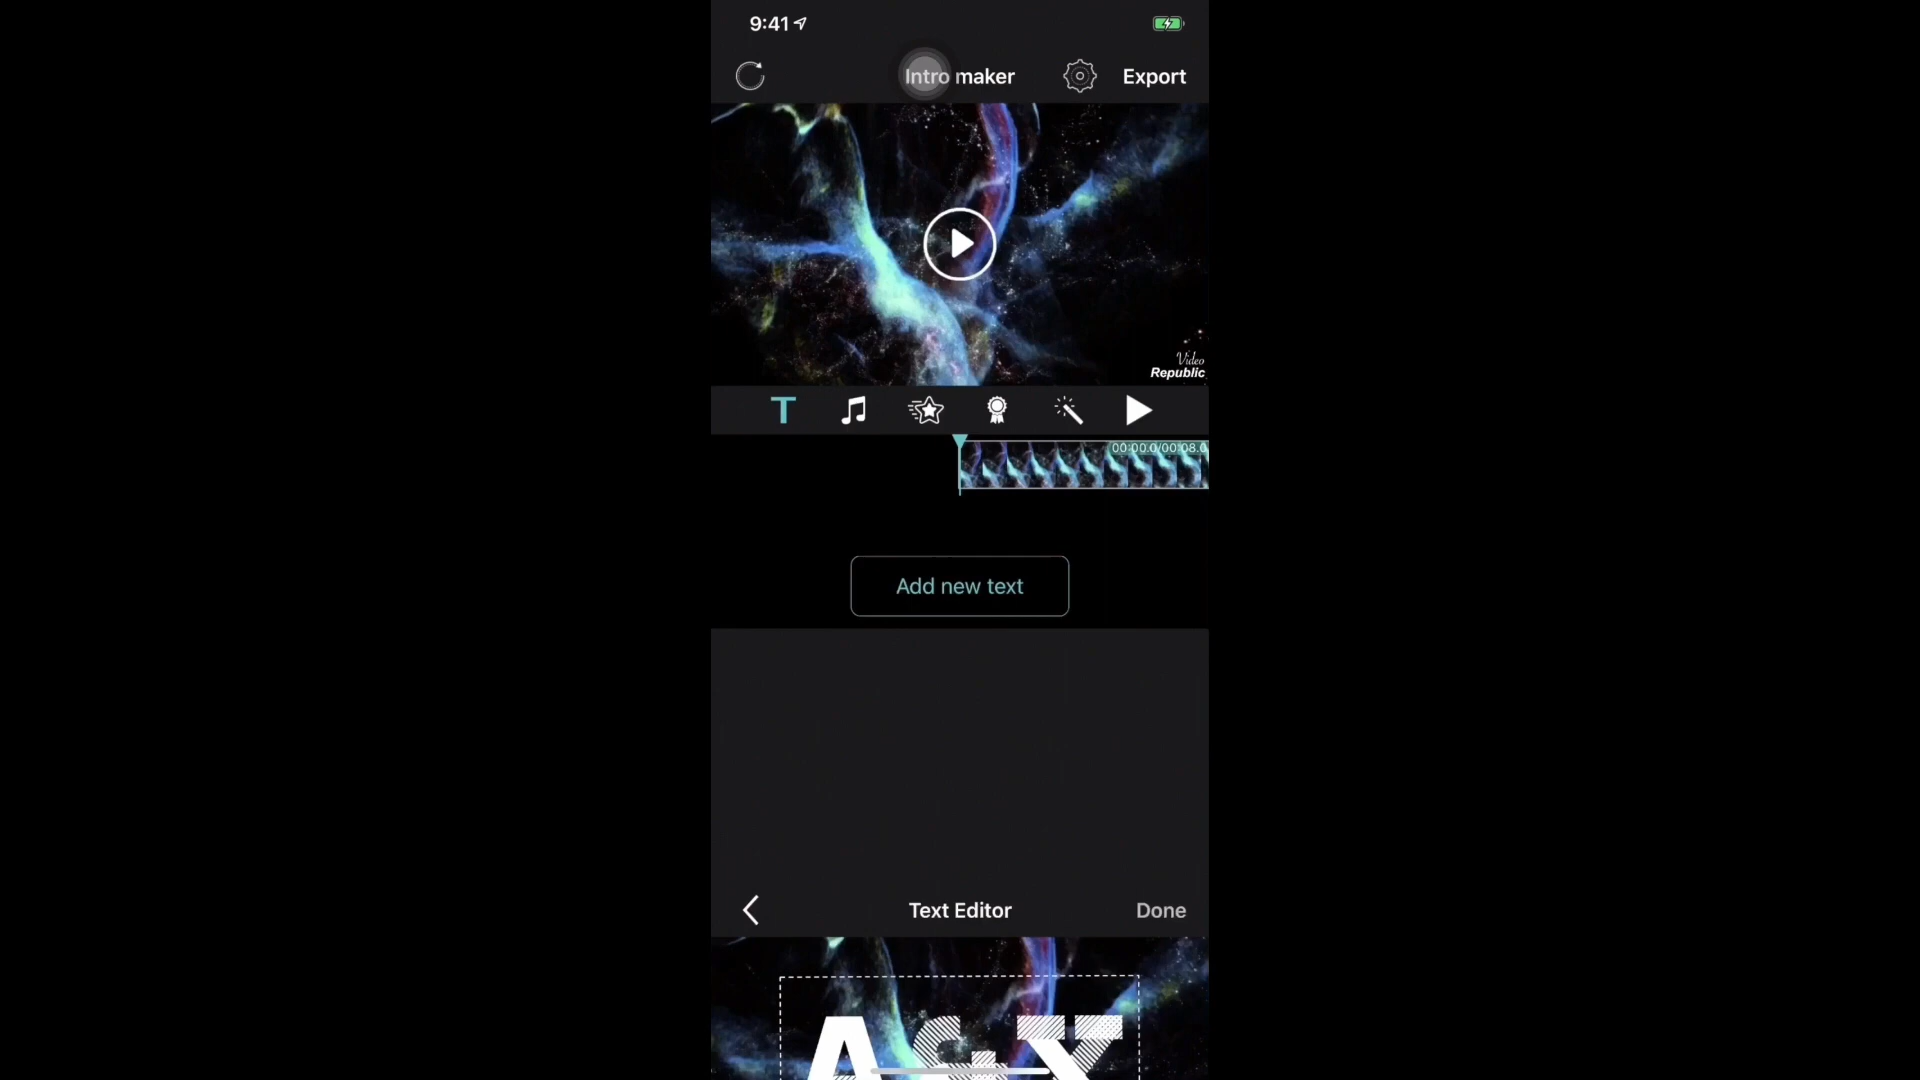 9:41
Intro maker
Export
Video
Republic
T
00:00.0/00:08.0
Add new text
Text Editor
Done
A&X